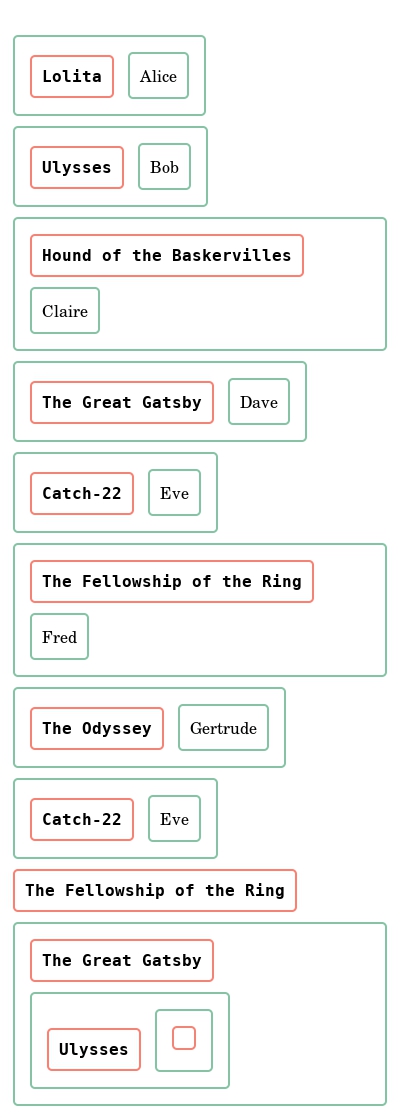 Lolita Alice
Ulysses Bob
Hound of the Baskervilles
Claire
The Great Gatsby Dave
Catch-22 Eve
The Fellowship of the Ring
Fred
The Odyssey Gertrude
Catch-22 Eve
The Fellowship of the Ring
The Great Gatsby
Ulysses